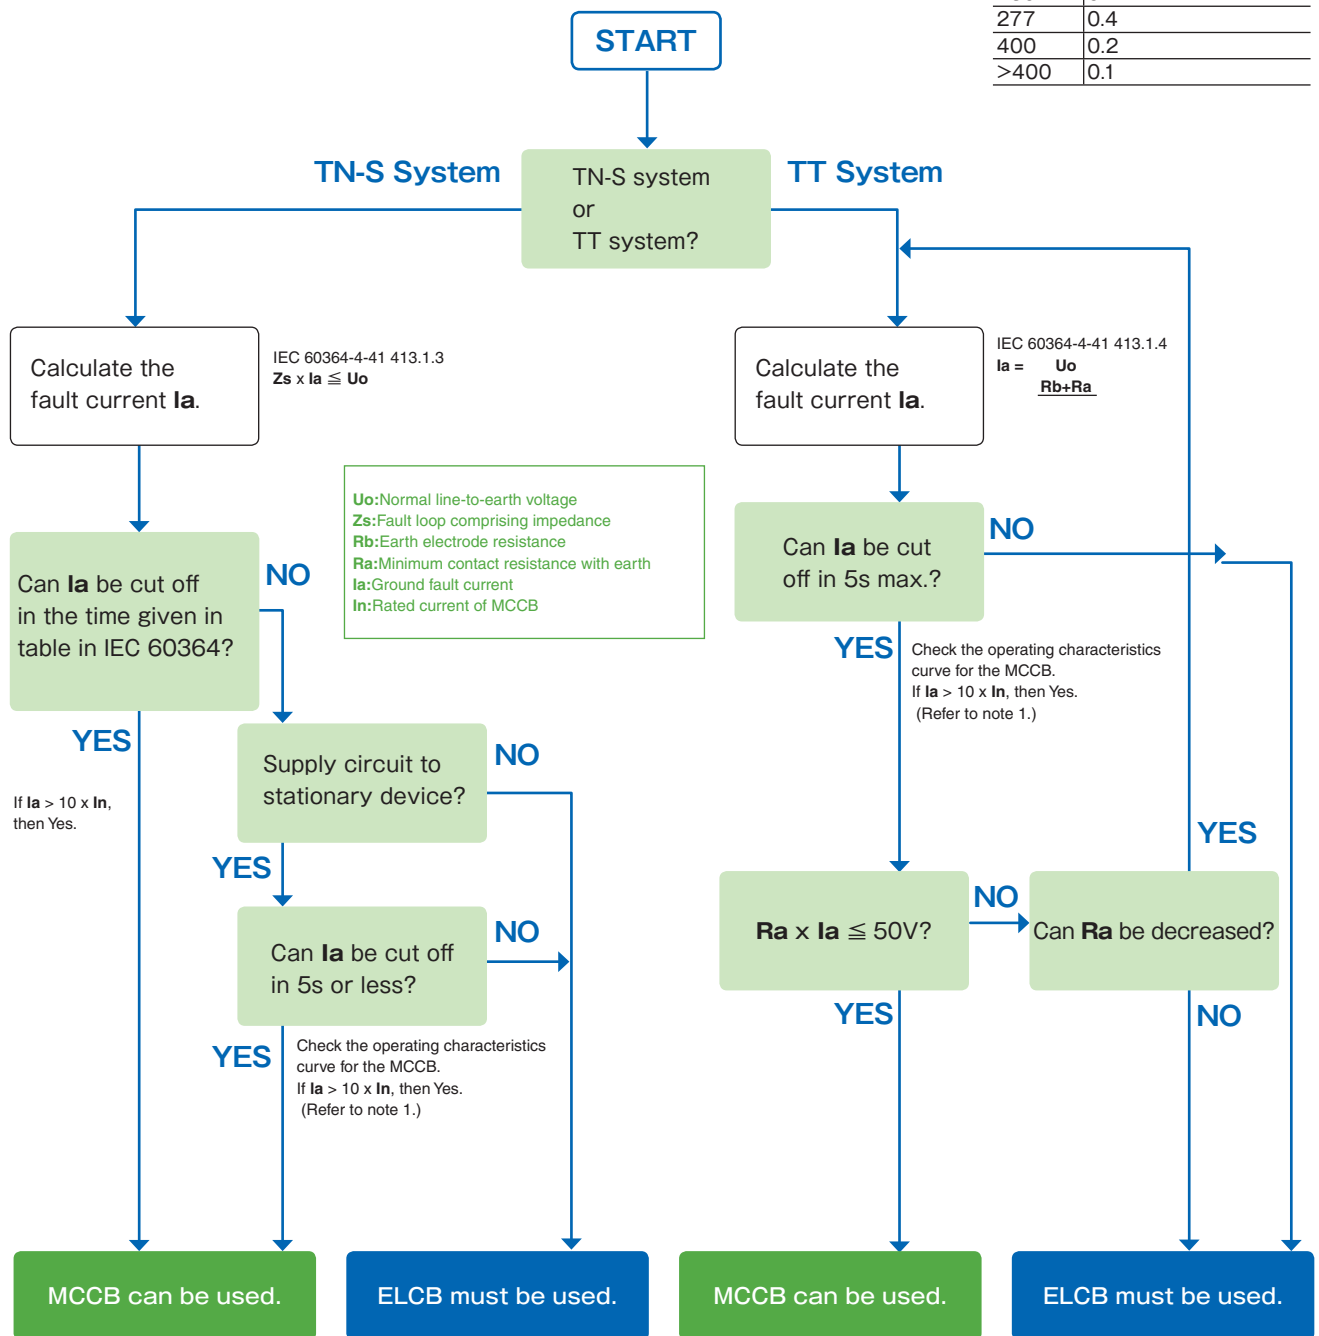 277 0.4
400 0.2
>400 0.1
START
TN-S System
TN-S system
or
TT system?
TT System
Calculate the
fault current Ia.
IEC 60364-4-41 413.1.3
Zs x Ia ≦ Uo
Calculate the
fault current Ia.
IEC 60364-4-41 413.1.4
Ia = Uo
Rb+Ra
Uo:Normal line-to-earth voltage
Zs:Fault loop comprising impedance
Rb:Earth electrode resistance
Ra:Minimum contact resistance with earth
Ia:Ground fault current
In:Rated current of MCCB
Can Ia be cut off
in the time given in
table in IEC 60364?
NO
YES
If Ia > 10 x In,
then Yes.
Supply circuit to
stationary device?
NO
YES
Can Ia be cut off
in 5s or less?
NO
YES
Check the operating characteristics
curve for the MCCB.
If Ia > 10 x In, then Yes.
(Refer to note 1.)
Can Ia be cut
off in 5s max.?
NO
YES
Check the operating characteristics
curve for the MCCB.
If Ia > 10 x In, then Yes.
(Refer to note 1.)
Ra x Ia ≦ 50V?
NO
YES
Can Ra be decreased?
YES
NO
MCCB can be used.
ELCB must be used.
MCCB can be used.
ELCB must be used.